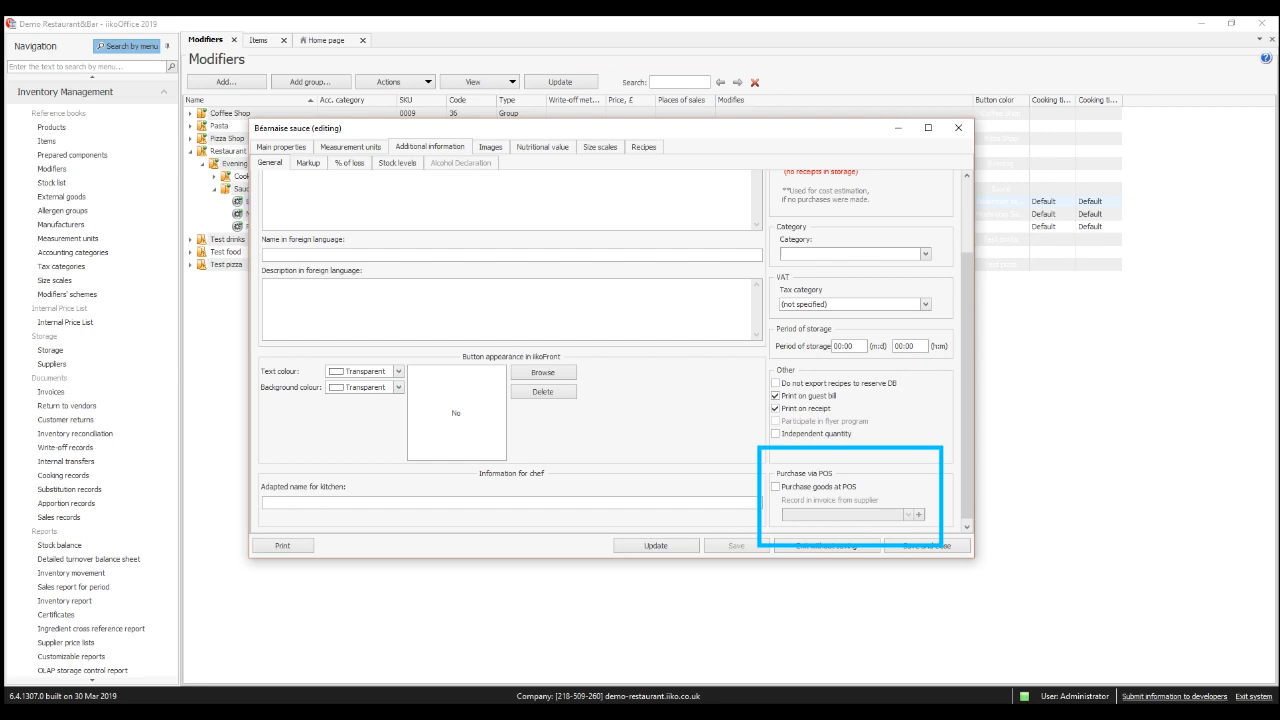 Demo Restaurant&Bar - iikoOffice 2019
Navigation
Search by menu
Enter the text to search by menu...
Inventory Management
Reference books
Products
Items
Prepared components
Modifiers
Stock list
External goods
Allergen groups
Manufacturers
Measurement units
Accounting categories
Tax categories
Size scales
Modifiers' schemes
Internal Price List
Internal Price List
Storage
Storage
Suppliers
Documents
Invoices
Return to vendors
Customer returns
Inventory reconciliation
Write-off records
Internal transfers
Cooking records
Substitution records
Apportion records
Sales records
Reports
Stock balance
Detailed turnover balance sheet
Inventory movement
Sales report for period
Inventory report
Certificates
Ingredient cross reference report
Supplier price lists
Customizable reports
OLAP storage control report
Modifiers
Items
Home page
Modifiers
Add...
Add group...
Actions
View
Update
Search:
Name
Acc. category
SKU
Code
Type
Write-off met...
Price, £
Places of sales
Modifiers
Button color
Cooking ti...
Cooking ti...
Coffee Shop
0009
36
Group
Pasta
Pizza Shop
Restaurant
Evening
Cool
Sauc
Default
Default
Default
Default
Default
Default
Test drinks
Test food
Test pizza
Béarnaise sauce (editing)
Main properties
Measurement units
Additional information
Images
Nutritional value
Size scales
Recipes
General
Markup
% of loss
Stock levels
Alcohol Declaration
(no receipts in storage)
**Used for cost estimation,
if no purchases were made.
Name in foreign language:
Description in foreign language:
Category
Category:
VAT
Tax category
(not specified)
Period of storage
Period of storage 00:00 (m:d) 00:00 (h:m)
Button appearance in iikoFront
Text colour:
Transparent
Background colour:
Transparent
No
Browse
Delete
Other
Do not export recipes to reserve DB
Print on guest bill
Print on receipt
Participate in flyer program
Independent quantity
Information for chef
Adapted name for kitchen:
Purchase via POS
Purchase goods at POS
Record in invoice from supplier
Print
Update
Save
Exit without saving
Save and close
6.4.1307.0 built on 30 Mar 2019
Company: [218-509-260] demo-restaurant.iiko.co.uk
User: Administrator
Submit information to developers
Exit system